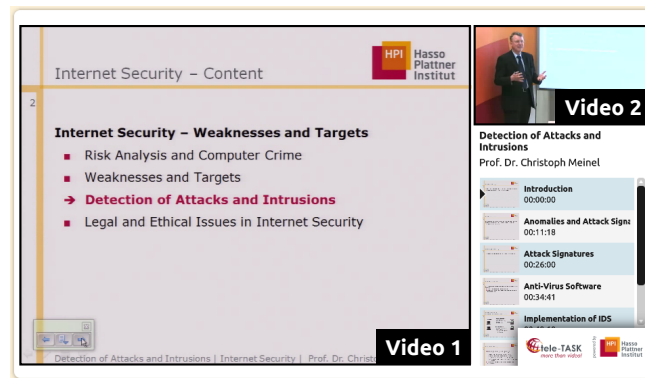 Internet Security – Content
HPI Hasso
Plattner
Institut
2
Internet Security – Weaknesses and Targets
Risk Analysis and Computer Crime
Weaknesses and Targets
Detection of Attacks and Intrusions
Legal and Ethical Issues in Internet Security
Detection of Attacks and Intrusions | Internet Security | Prof. Dr. Christo
Video 1
Video 2
Detection of Attacks and
Intrusions
Prof. Dr. Christoph Meinel
Introduction
00:00:00
Anomalies and Attack Signa
00:11:18
Attack Signatures
00:26:00
Anti-Virus Software
00:34:41
Implementation of IDS
tele-TASK
more than video!
powered by
HPI Hasso
Plattner
Institut